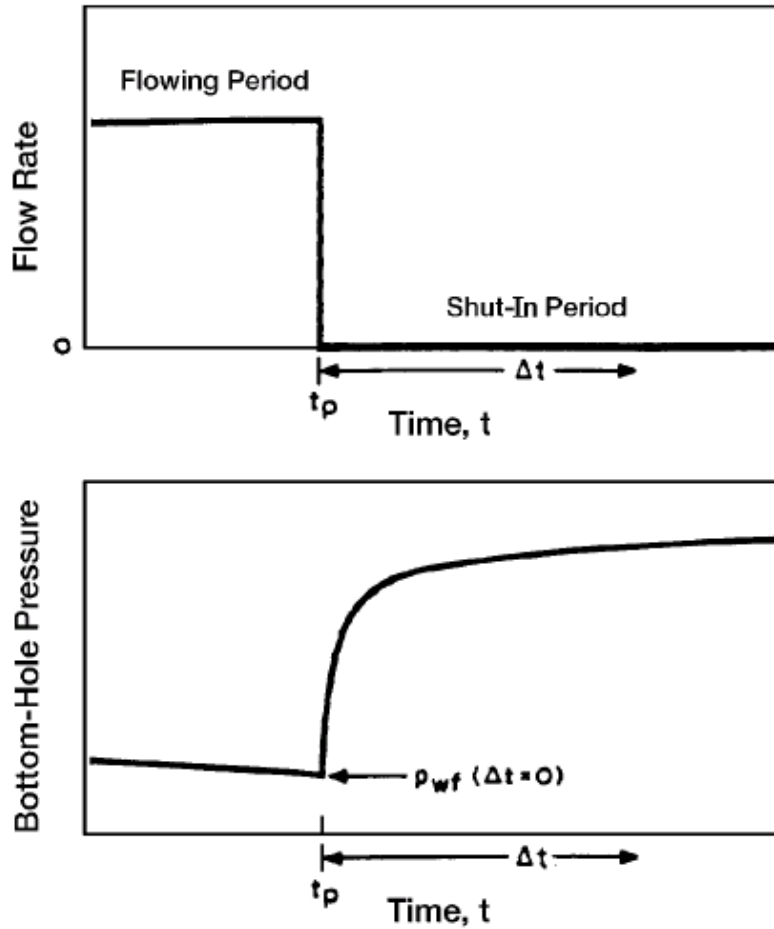 Flow Rate
Flowing Period
Shut-In Period
O
Δt
tp
Time, t
Bottom-Hole Pressure
pwf (Δt=0)
Δt
tp
Time, t